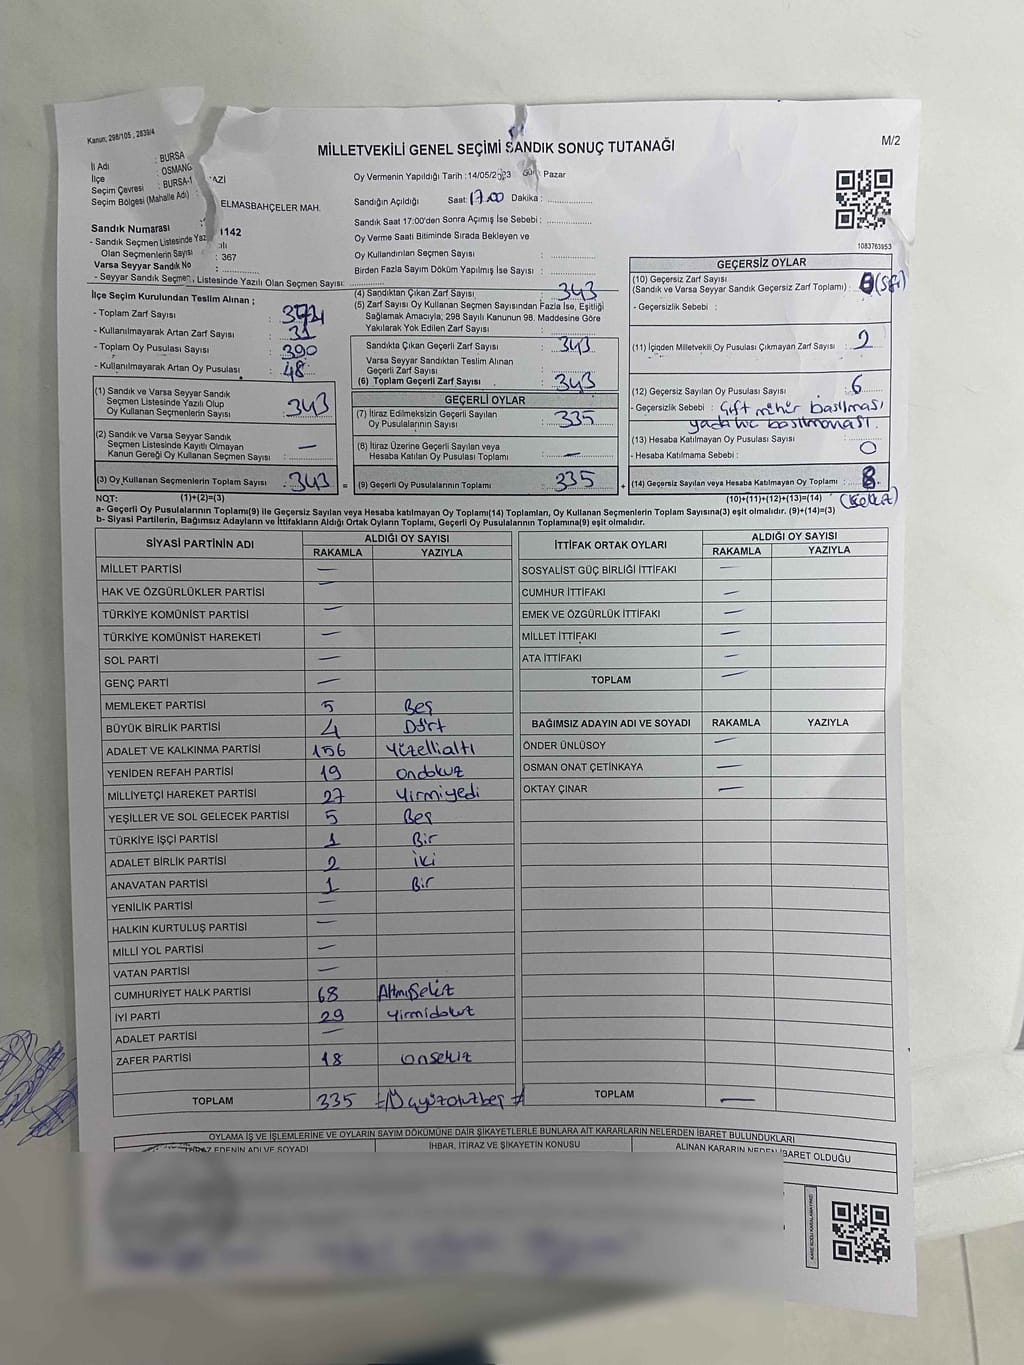 Kanun, 298/105, 2839/4
MİLLETVEKİLİ GENEL SEÇİMİ SANDIK SONUÇ TUTANAĞI
M/2
İl Adı : BURSA
İlçe : OSMANG AZİ
Seçim Çevresi : BURSA-1
Seçim Bölgesi (Mahalle Adı) : ELMASBAHÇELER MAH.
Sandık Numarası 1142
- Sandık Seçmen Listesinde Yaz ılı
Olan Seçmenlerin Sayısı : 367
Varsa Seyyar Sandık No :
- Seyyar Sandık Seçmen Listesinde Yazılı Olan Seçmen Sayısı:
Oy Vermenin Yapıldığı Tarih :14/05/2023 Gün Pazar
Sandığın Açıldığı Saat: 17.00 Dakika :
Sandık Saat 17:00'den Sonra Açımış İse Sebebi :
Oy Verme Saati Bitiminde Sırada Bekleyen ve
Oy Kullandırılan Seçmen Sayısı :
Birden Fazla Sayım Döküm Yapılmış İse Sayısı :
1083763953
İlçe Seçim Kurulundan Teslim Alınan ;
- Toplam Zarf Sayısı :
- Kullanılmayarak Artan Zarf Sayısı : 31
- Toplam Oy Pusulası Sayısı : 390
- Kullanılmayarak Artan Oy Pusulası : 48
(1) Sandık ve Varsa Seyyar Sandık
Seçmen Listesinde Yazılı Olup
Oy Kullanan Seçmenlerin Sayısı : 343
(2) Sandık ve Varsa Seyyar Sandık
Seçmen Listesinde Kayıtlı Olmayan
Kanun Gereği Oy Kullanan Seçmen Sayısı : —
(3) Oy Kullanan Seçmenlerin Toplam Sayısı : 343 =
(4) Sandıktan Çıkan Zarf Sayısı : 343
(5) Zarf Sayısı Oy Kullanan Seçmen Sayısından Fazla İse, Eşitliği
Sağlamak Amacıyla; 298 Sayılı Kanunun 98. Maddesine Göre
Yakılarak Yok Edilen Zarf Sayısı :
Sandıkta Çıkan Geçerli Zarf Sayısı : 343
Varsa Seyyar Sandıktan Teslim Alınan
Geçerli Zarf Sayısı :
(6) Toplam Geçerli Zarf Sayısı : 343
GEÇERLİ OYLAR
(7) İtiraz Edilmeksizin Geçerli Sayılan
Oy Pusulalarının Sayısı : 335
(8) İtiraz Üzerine Geçerli Sayılan veya
Hesaba Katılan Oy Pusulası Toplamı : —
(9) Geçerli Oy Pusulalarının Toplamı : 335 +
GEÇERSİZ OYLAR
(10) Geçersiz Zarf Sayısı
(Sandık ve Varsa Seyyar Sandık Geçersiz Zarf Toplamı) : 0 (Sıfır)
- Geçersizlik Sebebi :
(11) İçinden Milletvekili Oy Pusulası Çıkmayan Zarf Sayısı : 2
(12) Geçersiz Sayılan Oy Pusulası Sayısı : 6
- Geçersizlik Sebebi : Çift mühür basılması
yada hiç basılmaması.
(13) Hesaba Katılmayan Oy Pusulası Sayısı : 0
- Hesaba Katılmama Sebebi :
(14) Geçersiz Sayılan veya Hesaba Katılmayan Oy Toplamı : 8
(Sekiz)
NOT: (1)+(2)=(3) (10)+(11)+(12)+(13)=(14)
a- Geçerli Oy Pusulalarının Toplamı(9) ile Geçersiz Sayılan veya Hesaba katılmayan Oy Toplamı(14) Toplamları, Oy Kullanan Seçmenlerin Toplam Sayısına(3) eşit olmalıdır. (9)+(14)=(3)
b- Siyasi Partilerin, Bağımsız Adayların ve İttifakların Aldığı Ortak Oyların Toplamı, Geçerli Oy Pusulalarının Toplamına(9) eşit olmalıdır.
SİYASİ PARTİNİN ADI ALDIĞI OY SAYISI
RAKAMLA YAZIYLA
MİLLET PARTİSİ —
HAK VE ÖZGÜRLÜKLER PARTİSİ —
TÜRKİYE KOMÜNİST PARTİSİ —
TÜRKİYE KOMÜNİST HAREKETİ —
SOL PARTİ —
GENÇ PARTİ —
MEMLEKET PARTİSİ 5 Beş
BÜYÜK BİRLİK PARTİSİ 4 Dört
ADALET VE KALKINMA PARTİSİ 156 Yüzellialtı
YENİDEN REFAH PARTİSİ 19 ondokuz
MİLLİYETÇİ HAREKET PARTİSİ 27 Yirmiyedi
YEŞİLLER VE SOL GELECEK PARTİSİ 5 Beş
TÜRKİYE İŞÇİ PARTİSİ 1 Bir
ADALET BİRLİK PARTİSİ 2 iki
ANAVATAN PARTİSİ 1 Bir
YENİLİK PARTİSİ —
HALKIN KURTULUŞ PARTİSİ —
MİLLİ YOL PARTİSİ —
VATAN PARTİSİ —
CUMHURİYET HALK PARTİSİ 68 Altmışsekiz
İYİ PARTİ 29 Yirmidokuz
ADALET PARTİSİ —
ZAFER PARTİSİ 18 onsekiz
TOPLAM 335 #Üçyüzotuzbeş#
İTTİFAK ORTAK OYLARI ALDIĞI OY SAYISI
RAKAMLA YAZIYLA
SOSYALİST GÜÇ BİRLİĞİ İTTİFAKI —
CUMHUR İTTİFAKI —
EMEK VE ÖZGÜRLÜK İTTİFAKI —
MİLLET İTTİFAKI —
ATA İTTİFAKI —
TOPLAM —
BAĞIMSIZ ADAYIN ADI VE SOYADI RAKAMLA YAZIYLA
ÖNDER ÜNLÜSOY —
OSMAN ONAT ÇETİNKAYA —
OKTAY ÇINAR —
TOPLAM —
OYLAMA İŞ VE İŞLEMLERİNE VE OYLARIN SAYIM DÖKÜMÜNE DAİR ŞİKAYETLERLE BUNLARA AİT KARARLARIN NELERDEN İBARET BULUNDUKLARI
İTİRAZ EDENİN ADI VE SOYADI İHBAR, İTİRAZ VE ŞİKAYETİN KONUSU ALINAN KARARIN NEDEN İBARET OLDUĞU